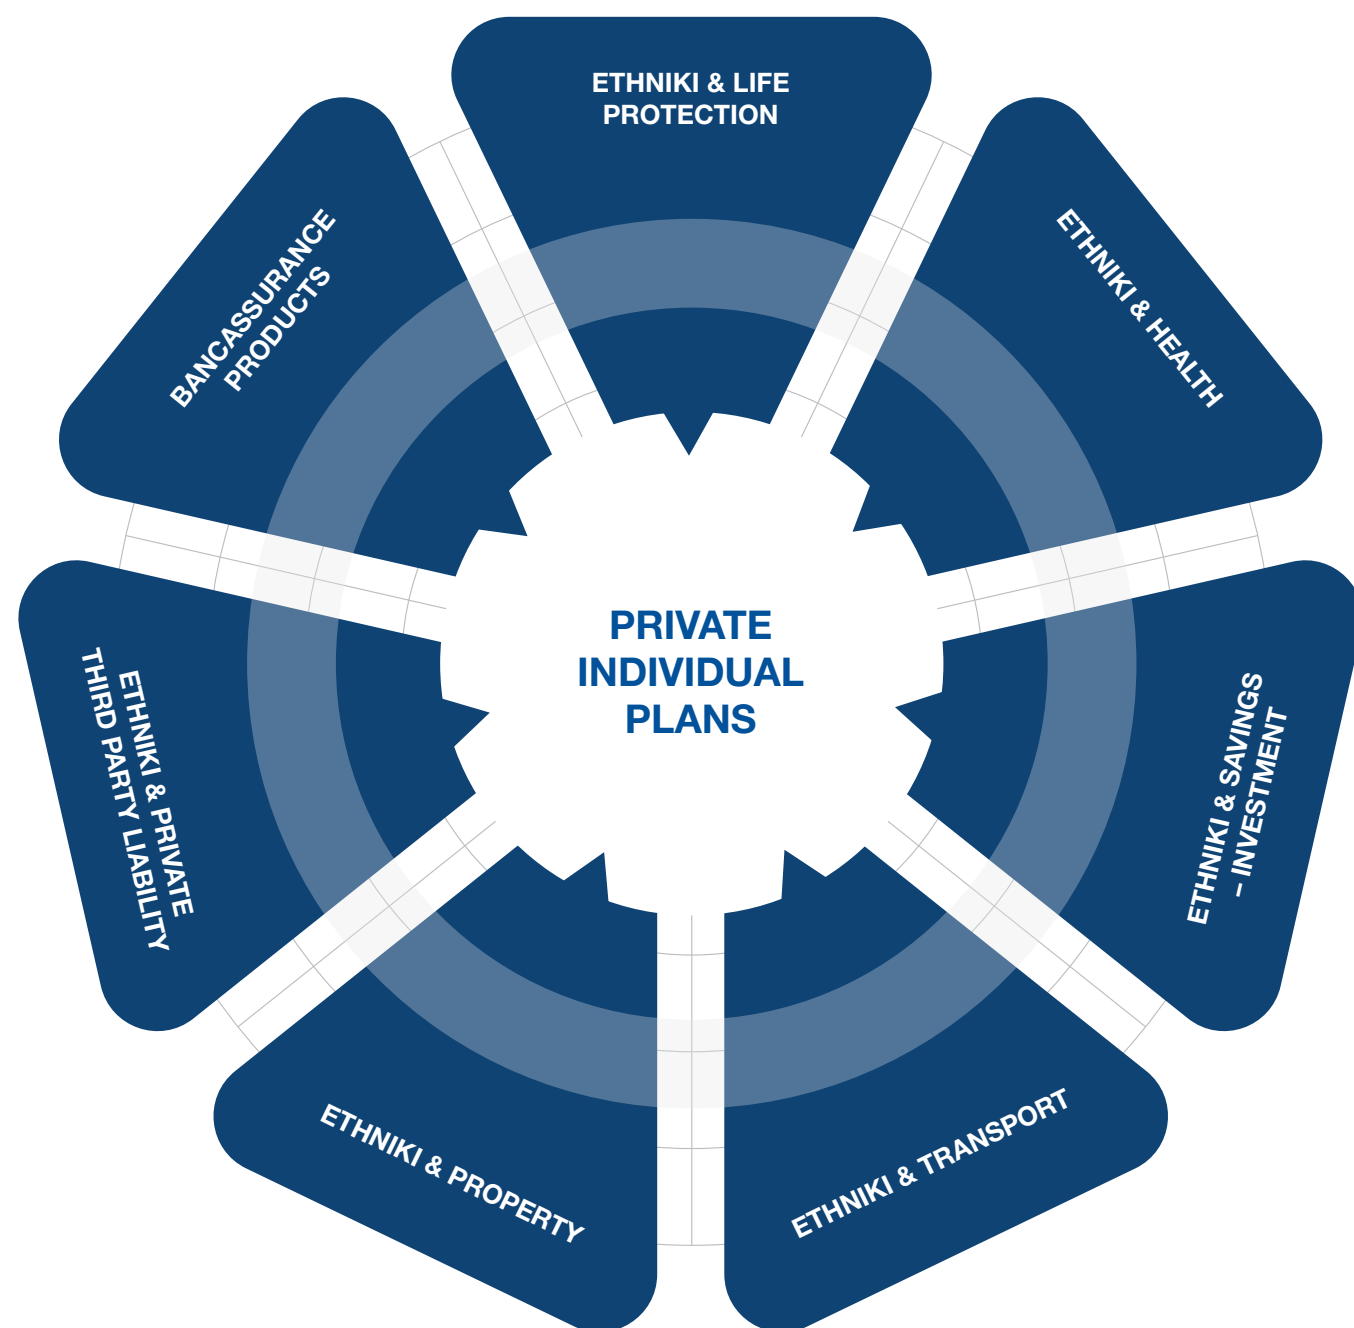 ETHNIKI & LIFE
PROTECTION
ETHNIKI & HEALTH
ETHNIKI & SAVINGS
– INVESTMENT
ETHNIKI & TRANSPORT
ETHNIKI & PROPERTY
ETHNIKI & PRIVATE
THIRD PARTY LIABILITY
BANCASSURANCE
PRODUCTS
PRIVATE
INDIVIDUAL
PLANS